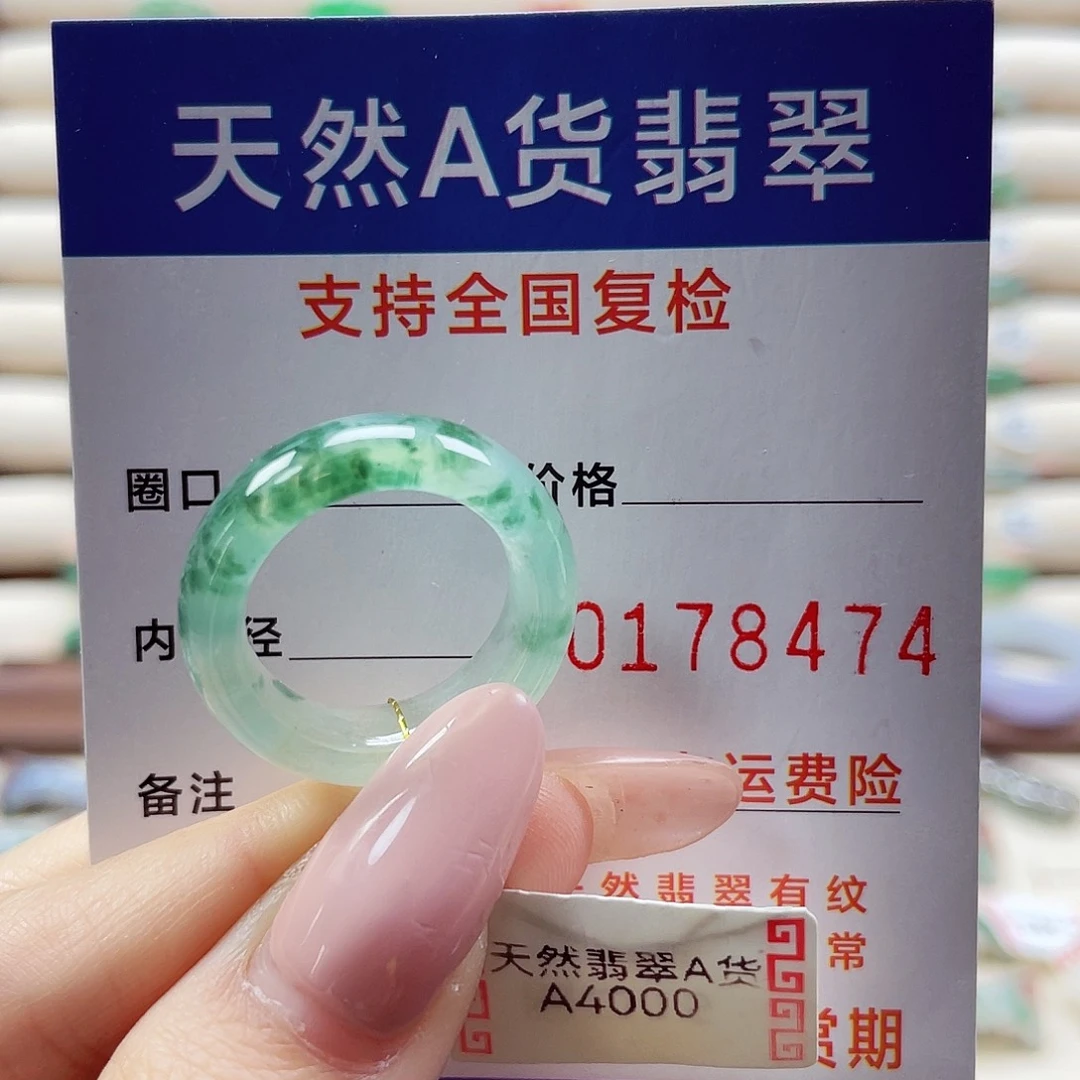 天然A货翡翠
支持全国复检
圈口 价格
内 径
0178474
备注 运费险
然翡翠有纹
常
天然翡翠A货
A4000
赏期